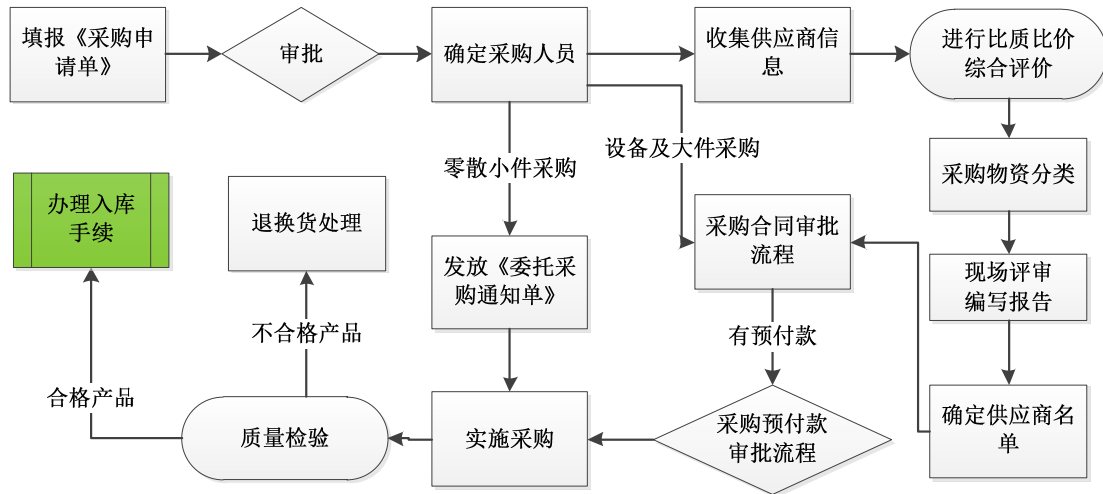 填报《采购申
请单》
审批
确定采购人员
收集供应商信
息
进行比质比价
综合评价
零散小件采购
设备及大件采购
采购物资分类
办理入库
手续
退换货处理
发放《委托采
购通知单》
采购合同审批
流程
现场评审
编写报告
不合格产品
有预付款
合格产品
质量检验
实施采购
采购预付款
审批流程
确定供应商名
单